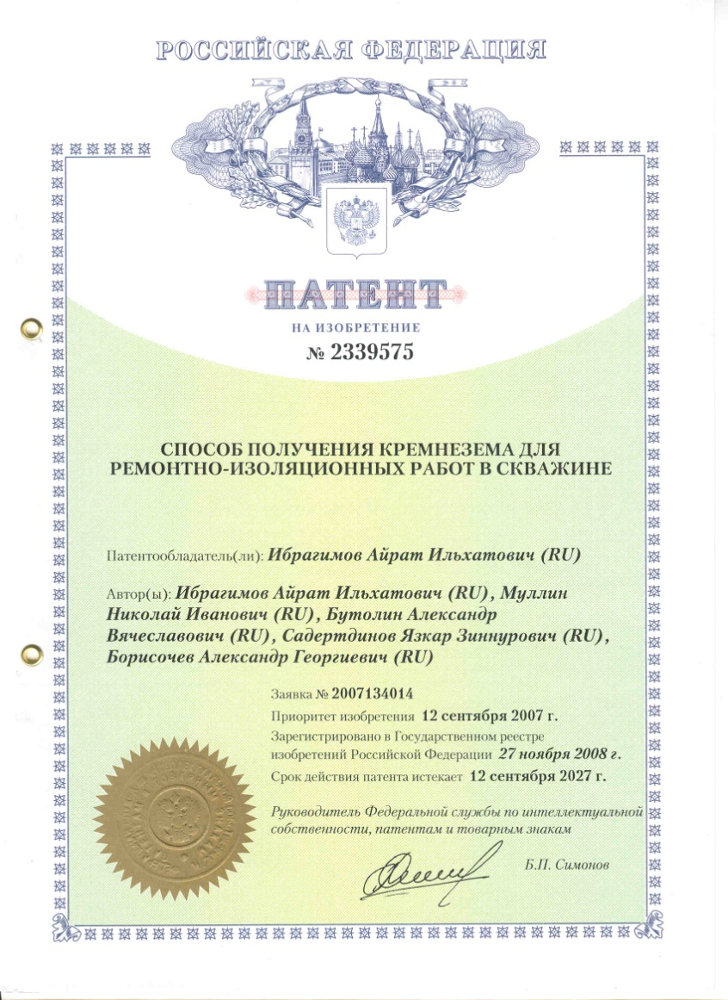 РОССИЙСКАЯ ФЕДЕРАЦИЯ
ПАТЕНТ
НА ИЗОБРЕТЕНИЕ
№ 2339575
СПОСОБ ПОЛУЧЕНИЯ КРЕМНЕЗЕМА ДЛЯ
РЕМОНТНО-ИЗОЛЯЦИОННЫХ РАБОТ В СКВАЖИНЕ
Патентообладатель(ли): Ибрагимов Айрат Ильхатович (RU)
Автор(ы): Ибрагимов Айрат Ильхатович (RU), Муллин
Николай Иванович (RU), Бутолин Александр
Вячеславович (RU), Садертдинов Язкар Зиннурович (RU),
Борисочев Александр Георгиевич (RU)
Заявка № 2007134014
Приоритет изобретения 12 сентября 2007 г.
Зарегистрировано в Государственном реестре
изобретений Российской Федерации 27 ноября 2008 г.
Срок действия патента истекает 12 сентября 2027 г.
Руководитель Федеральной службы по интеллектуальной
собственности, патентам и товарным знакам
Б.П. Симонов